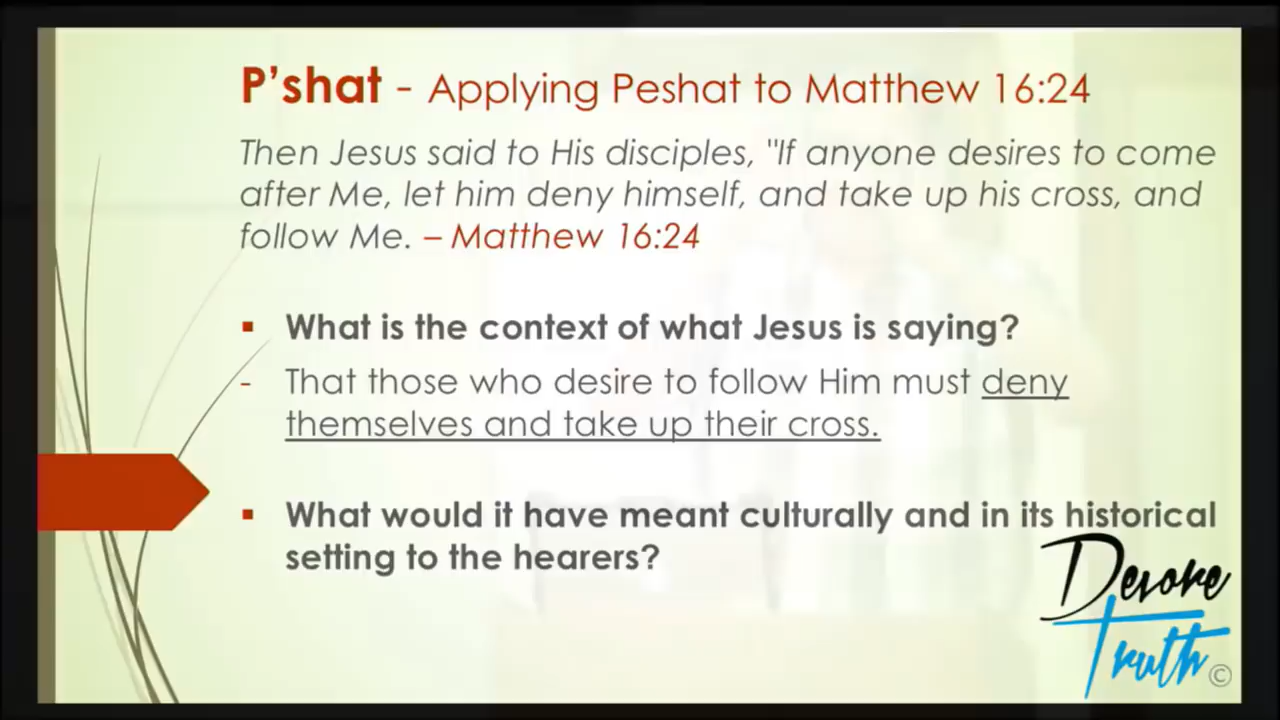 P'shat - Applying Peshat to Matthew 16:24
Then Jesus said to His disciples, "If anyone desires to come
after Me, let him deny himself, and take up his cross, and
follow Me. – Matthew 16:24
▪ What is the context of what Jesus is saying?
- That those who desire to follow Him must deny
themselves and take up their cross.
▪ What would it have meant culturally and in its historical
setting to the hearers?
Devore
Truth ©